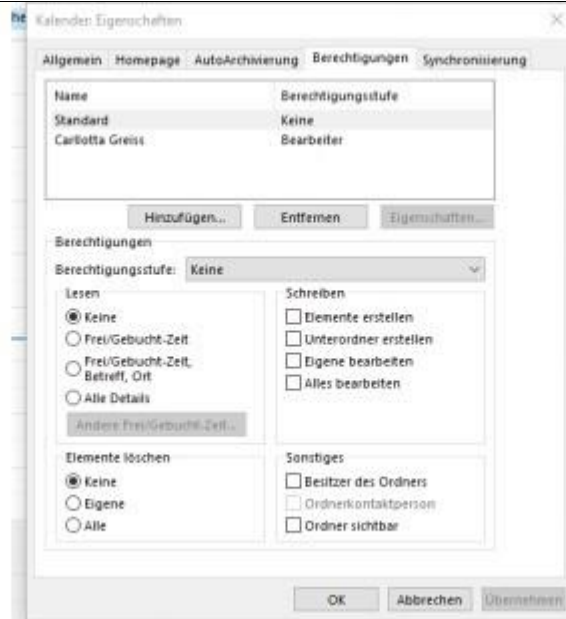 he
Kalender: Eigenschaften
Allgemein Homepage AutoArchivierung Berechtigungen Synchronisierung
Name Berechtigungsstufe
Standard Keine
Carliotta Greiss Bearbeiter
Hinzufügen... Entfernen Eigenschaften...
Berechtigungen
Berechtigungsstufe: Keine
Lesen Schreiben
Keine Elemente erstellen
Frei/Gebucht-Zeit Unterordner erstellen
Frei/Gebucht-Zeit, Eigene bearbeiten
Betreff, Ort Alles bearbeiten
Alle Details
Andere Frei/Gebucht-Zeit...
Elemente löschen Sonstiges
Keine Besitzer des Ordners
Eigene Ordnerkontaktperson
Alle Ordner sichtbar
OK Abbrechen Übernehmen